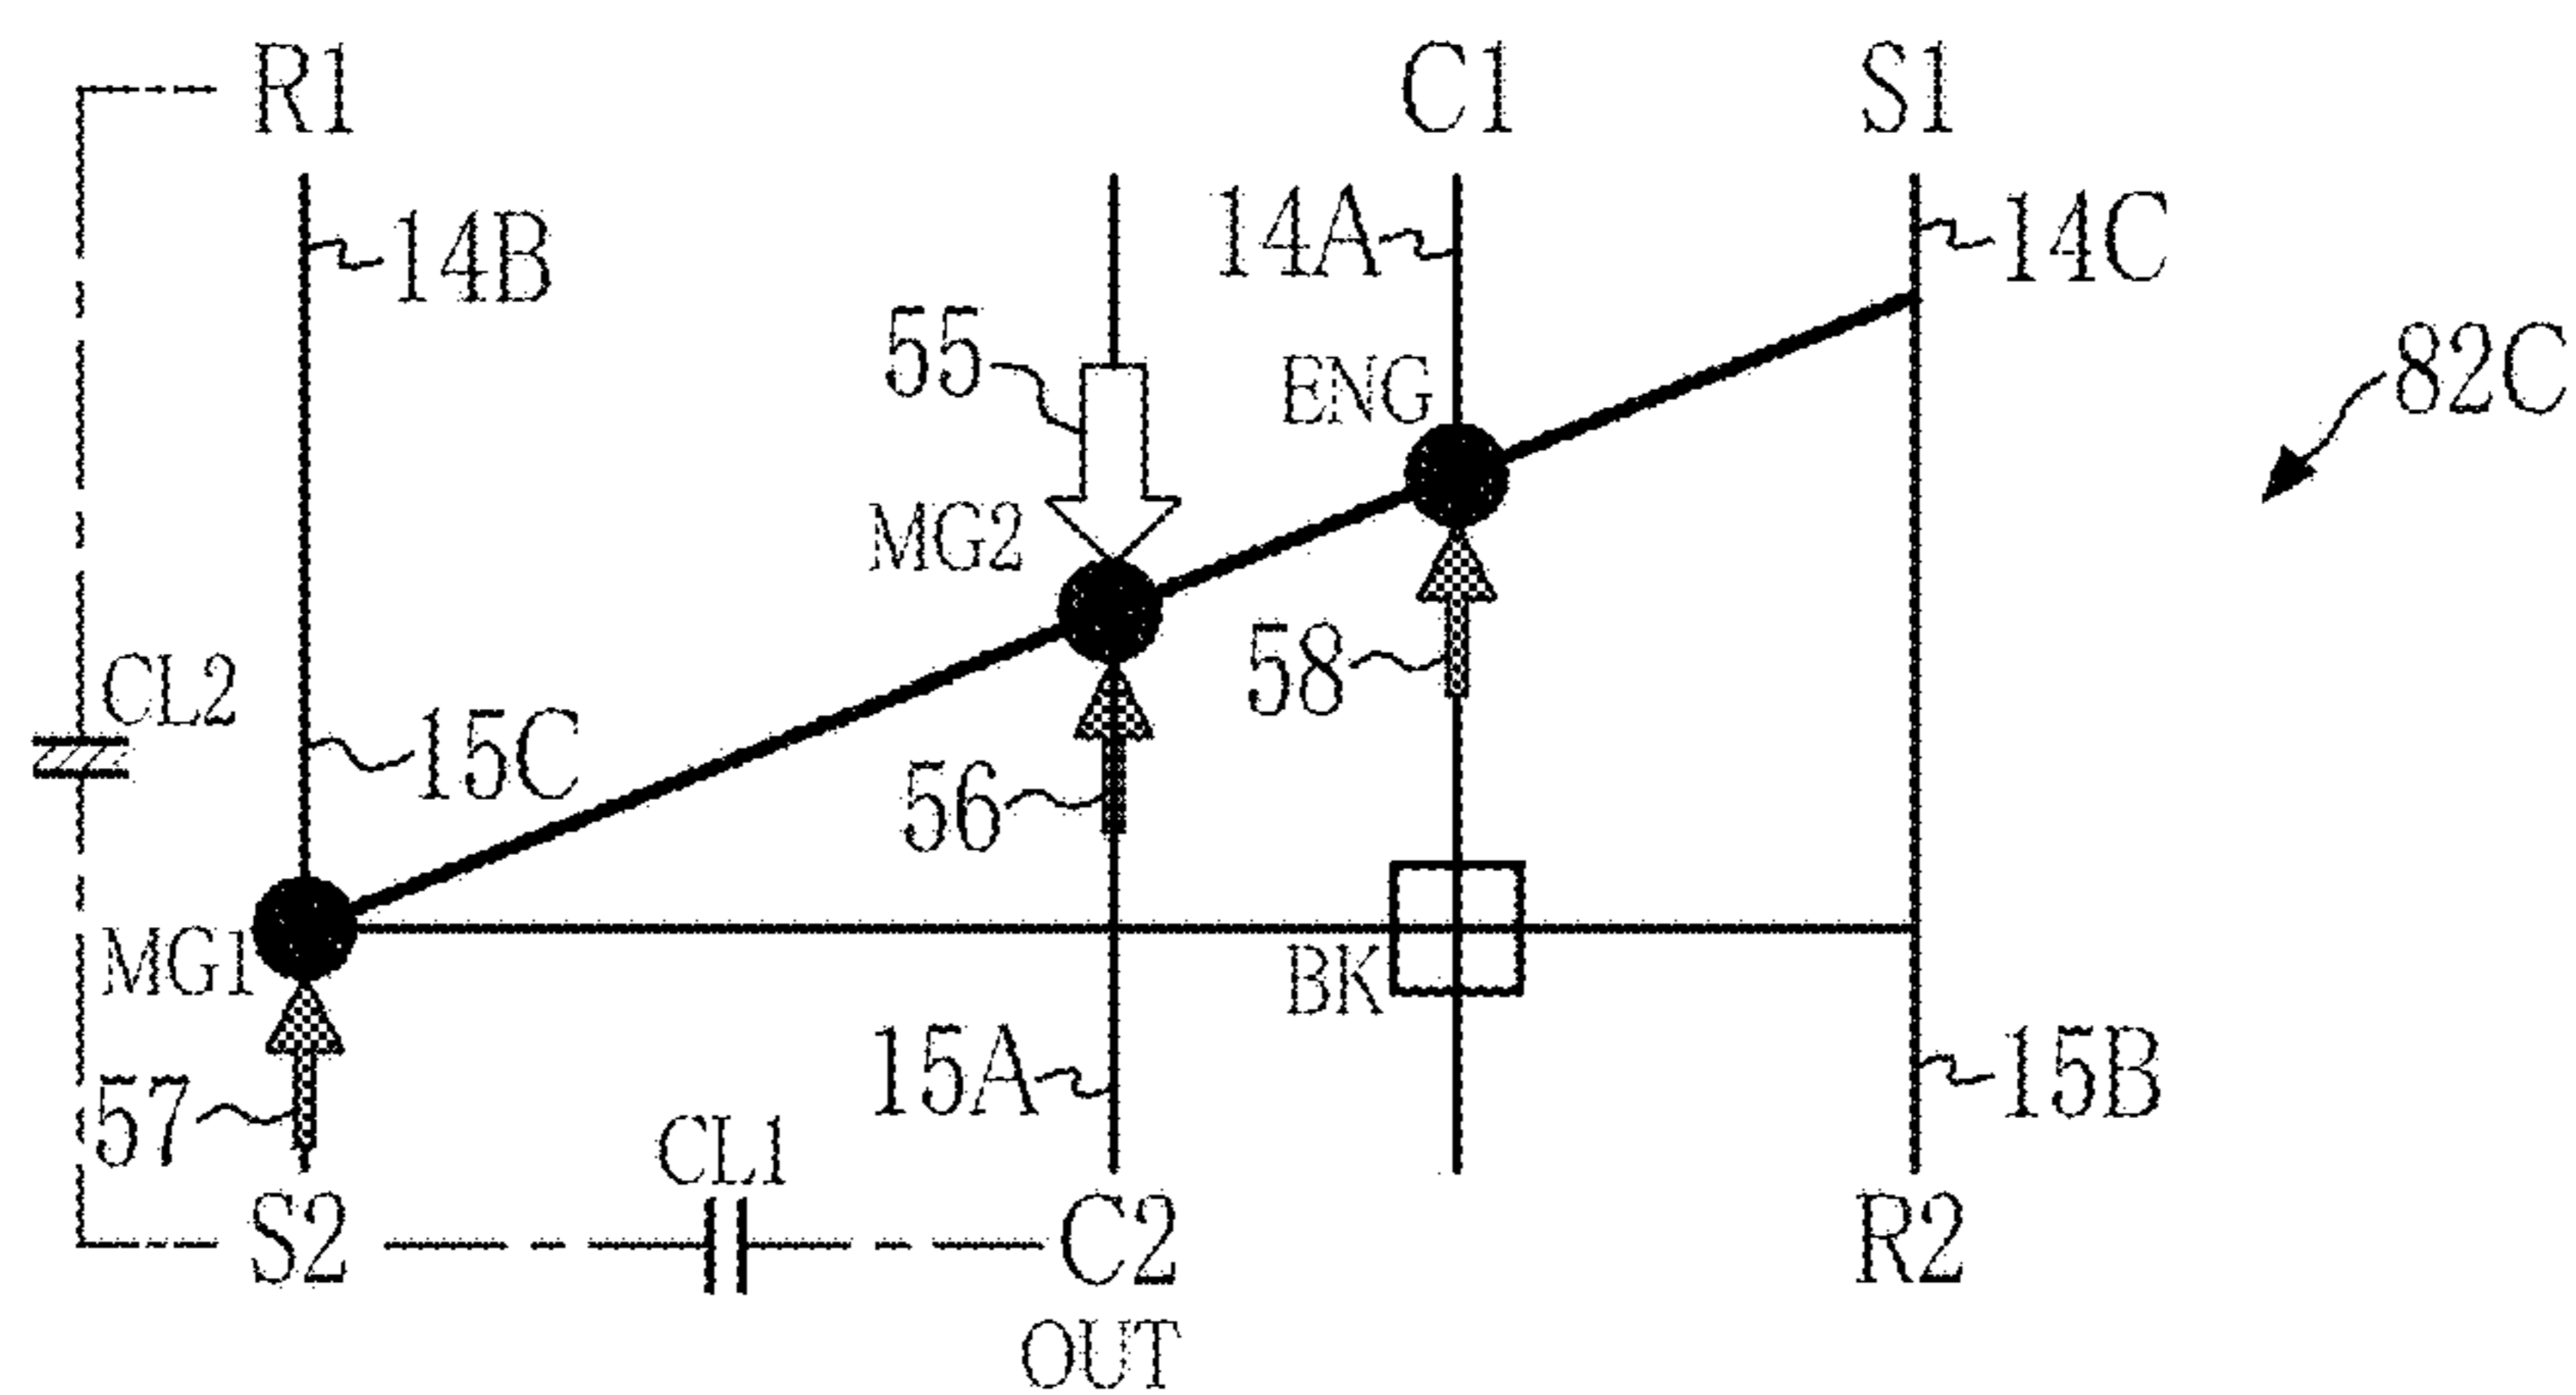 R1 C1 S1
14B 14A 14C
55 ENG 82C
MG2
CL2 15C 56 58
MG1 BK
57 CL1 15A 15B
S2 C2 R2
OUT